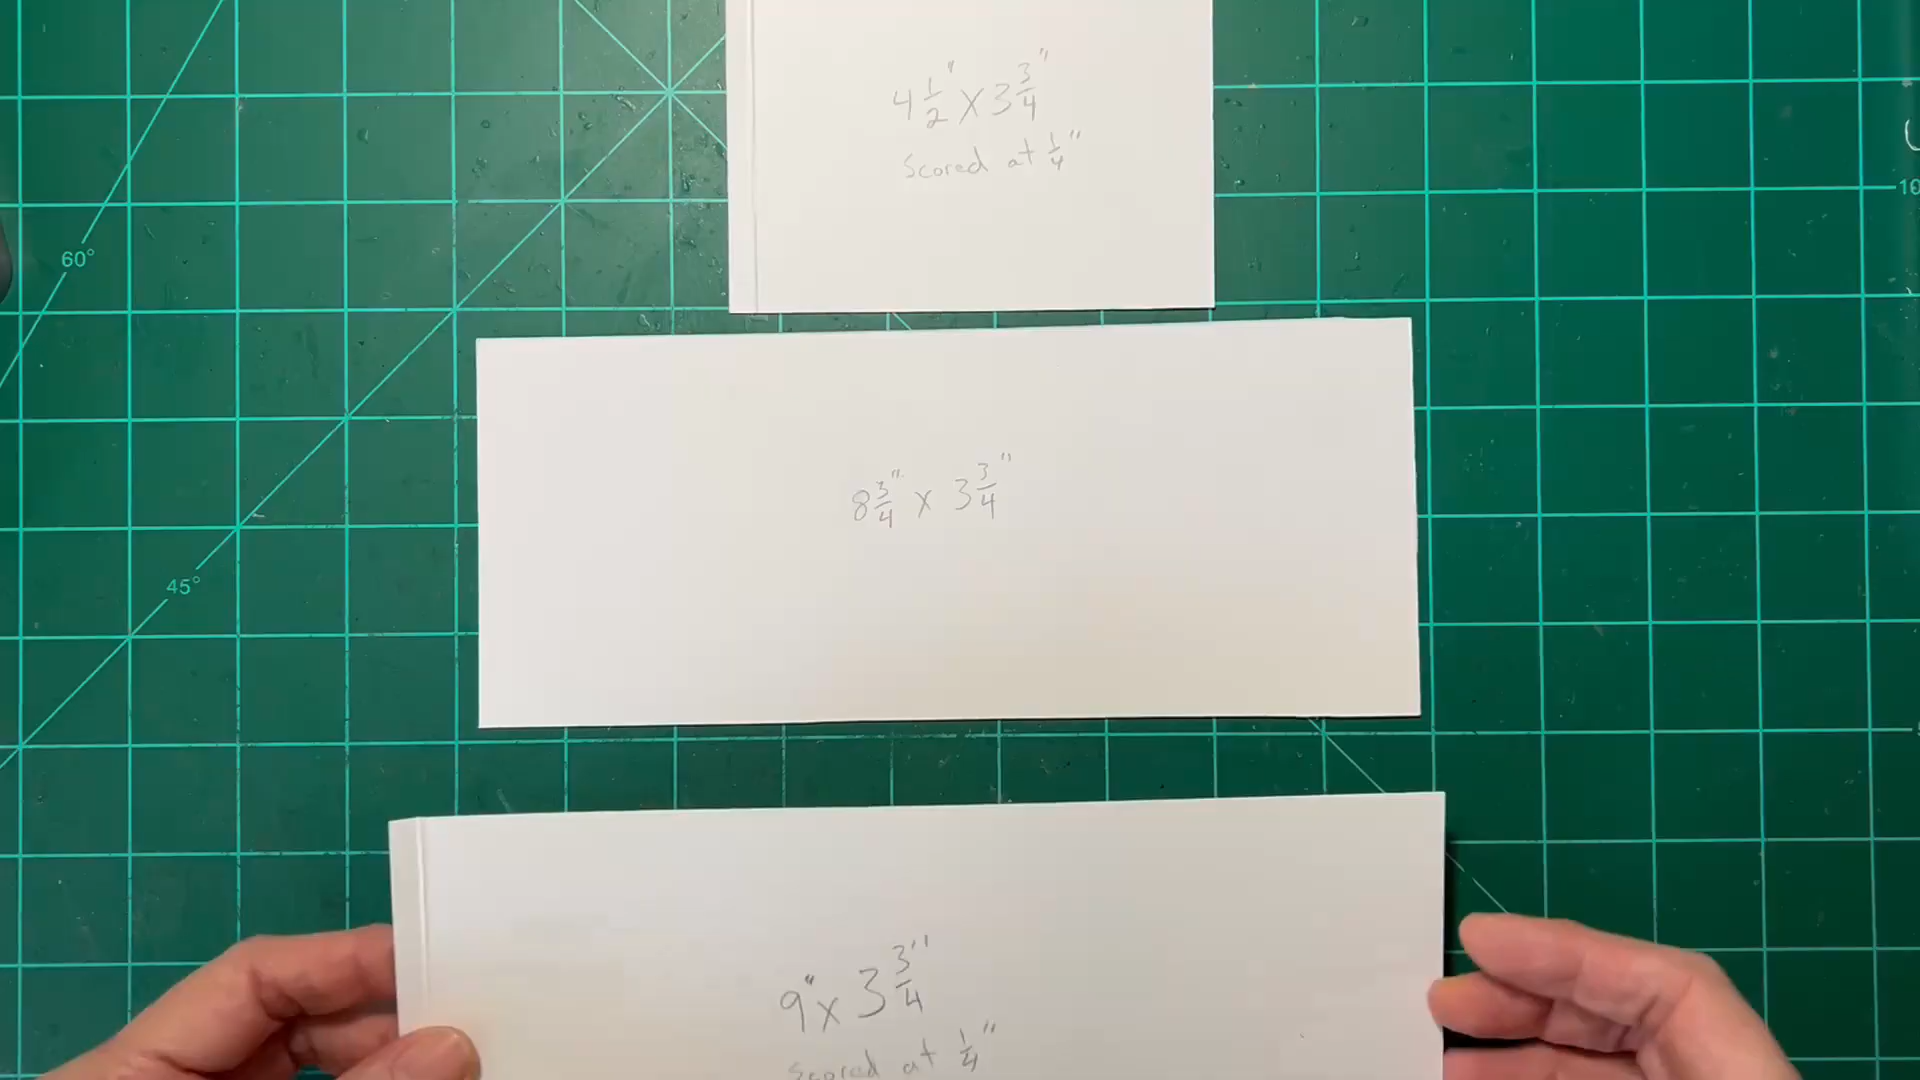 4 1/2" X 3 3/4"
Scored at 1/4"
10
60°
8 3/4" x 3 3/4"
45°
9" x 3 3/4"
Scored at 1/4"